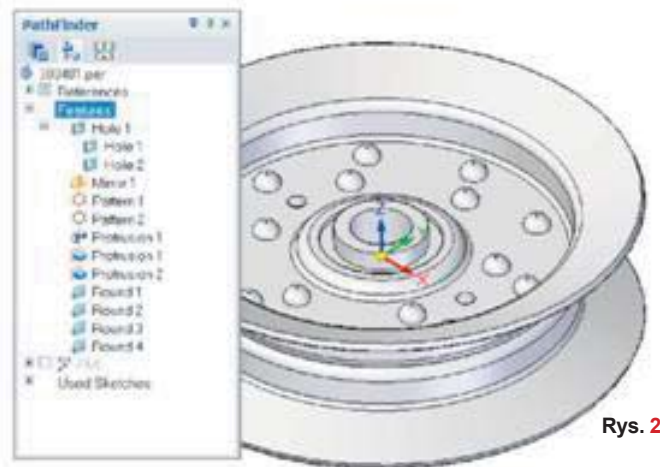 PathFinder
References
Features
Hole 1
Hole 1
Hole 2
Mirror 1
Pattern 1
Pattern 2
Protrusion 1
Protrusion 1
Protrusion 2
Round 1
Round 2
Round 3
Round 4
Used Sketches
Z
X
Rys. 2